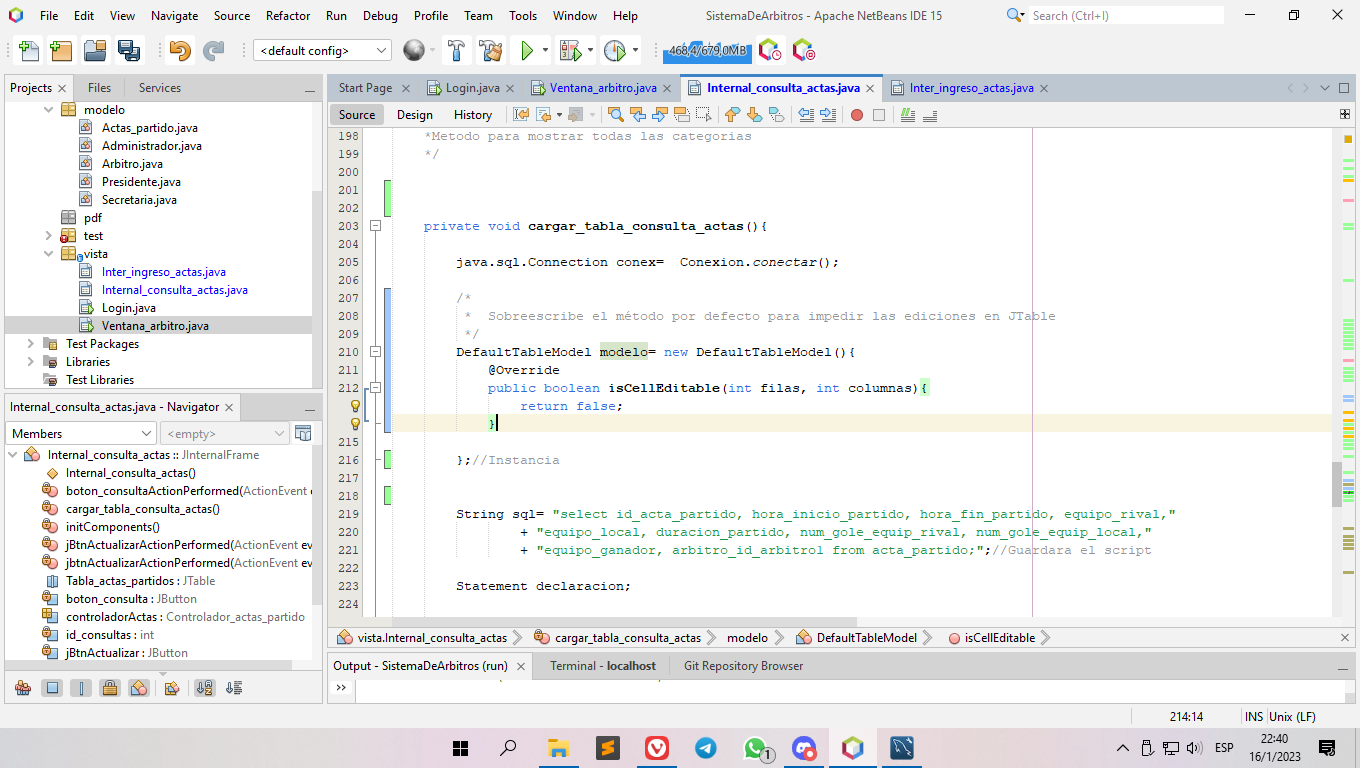 File Edit View Navigate Source Refactor Run Debug Profile Team Tools Window Help
SistemaDeArbitros - Apache NetBeans IDE 15
Search (Ctrl+I)
<default config>
468,4/679,0MB
Projects Files Services
modelo
Actas_partido.java
Administrador.java
Arbitro.java
Presidente.java
Secretaria.java
pdf
test
vista
Inter_ingreso_actas.java
Internal_consulta_actas.java
Login.java
Ventana_arbitro.java
Test Packages
Libraries
Test Libraries
Internal_consulta_actas.java - Navigator
Members
<empty>
Internal_consulta_actas :: JInternalFrame
Internal_consulta_actas()
boton_consultaActionPerformed(ActionEvent
cargar_tabla_consulta_actas()
initComponents()
jBtnActualizarActionPerformed(ActionEvent ev
jbtnActualizarActionPerformed(ActionEvent ev
Tabla_actas_partidos : JTable
boton_consulta : JButton
controladorActas : Controlador_actas_partido
id_consultas : int
jBtnActualizar : JButton
Start Page Login.java Ventana_arbitro.java Internal_consulta_actas.java Inter_ingreso_actas.java
Source Design History
198 *Metodo para mostrar todas las categorias
199 */
200
201
202
203 private void cargar_tabla_consulta_actas(){
204
205 java.sql.Connection conex= Conexion.conectar();
206
207 /*
208 * Sobreescribe el método por defecto para impedir las ediciones en JTable
209 */
210 DefaultTableModel modelo= new DefaultTableModel(){
211 @Override
212 public boolean isCellEditable(int filas, int columnas){
return false;
}
215
216 };//Instancia
217
218
219 String sql= "select id_acta_partido, hora_inicio_partido, hora_fin_partido, equipo_rival,"
220 + "equipo_local, duracion_partido, num_gole_equip_rival, num_gole_equip_local,"
221 + "equipo_ganador, arbitro_id_arbitro1 from acta_partido;";//Guardara el script
222
223 Statement declaracion;
224
vista.Internal_consulta_actas cargar_tabla_consulta_actas modelo DefaultTableModel isCellEditable
Output - SistemaDeArbitros (run) Terminal - localhost Git Repository Browser
214:14 INS Unix (LF)
1
ESP
22:40
16/1/2023